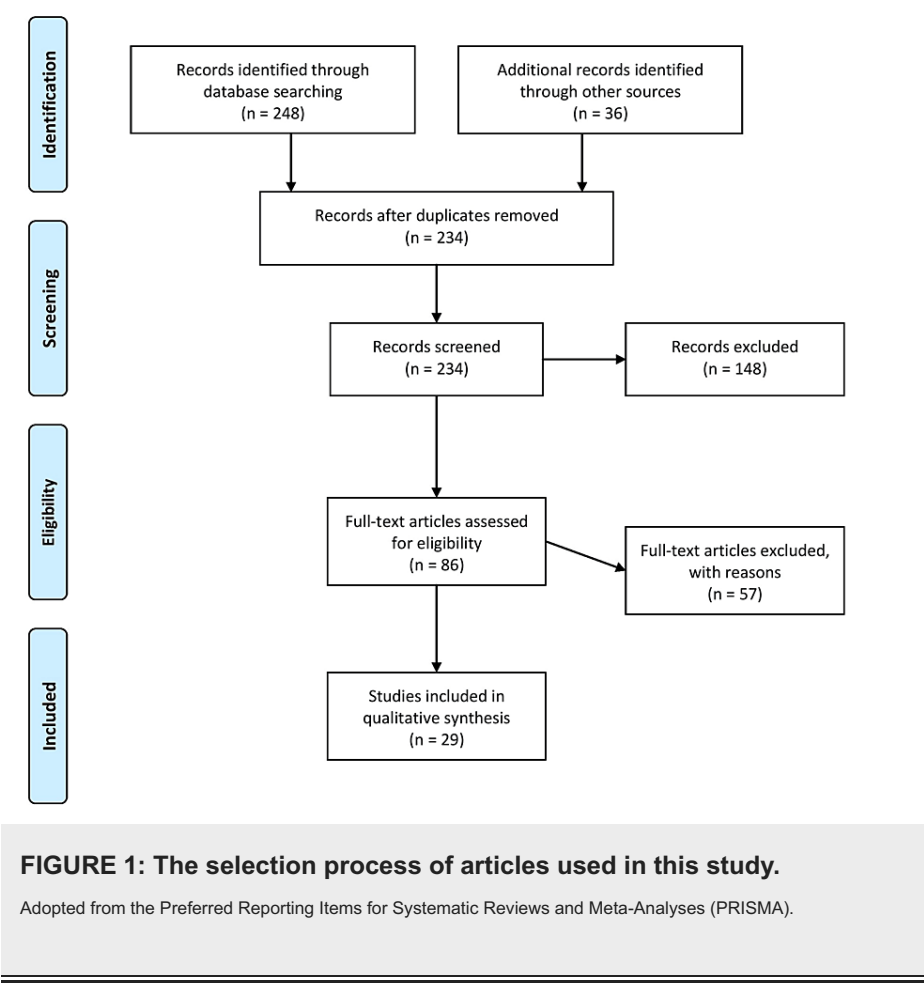 Identification
Records identified through
database searching
(n = 248)
Additional records identified
through other sources
(n = 36)
Records after duplicates removed
(n = 234)
Screening
Records screened
(n = 234)
Records excluded
(n = 148)
Eligibility
Full-text articles assessed
for eligibility
(n = 86)
Full-text articles excluded,
with reasons
(n = 57)
Included
Studies included in
qualitative synthesis
(n = 29)
FIGURE 1: The selection process of articles used in this study.
Adopted from the Preferred Reporting Items for Systematic Reviews and Meta-Analyses (PRISMA).